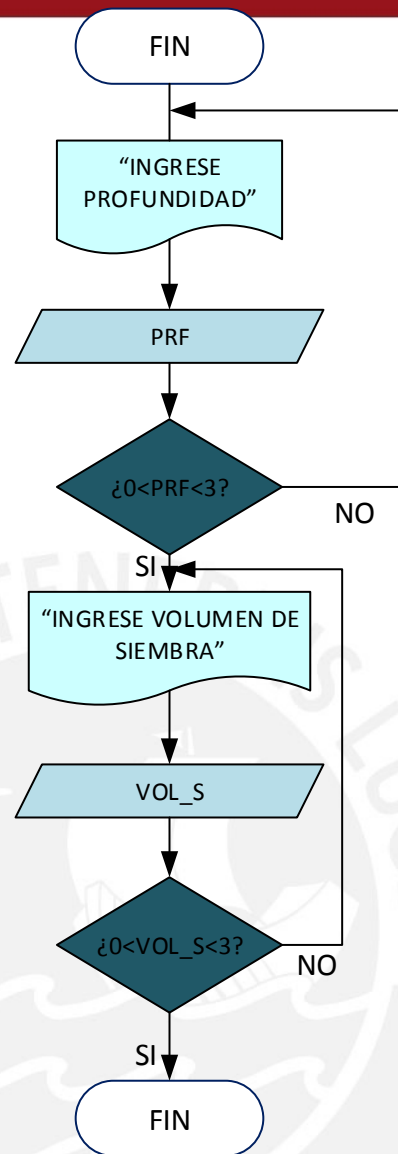 FIN
“INGRESE
PROFUNDIDAD”
PRF
¿0<PRF<3?
NO
SI
“INGRESE VOLUMEN DE
SIEMBRA”
VOL_S
¿0<VOL_S<3?
NO
SI
FIN